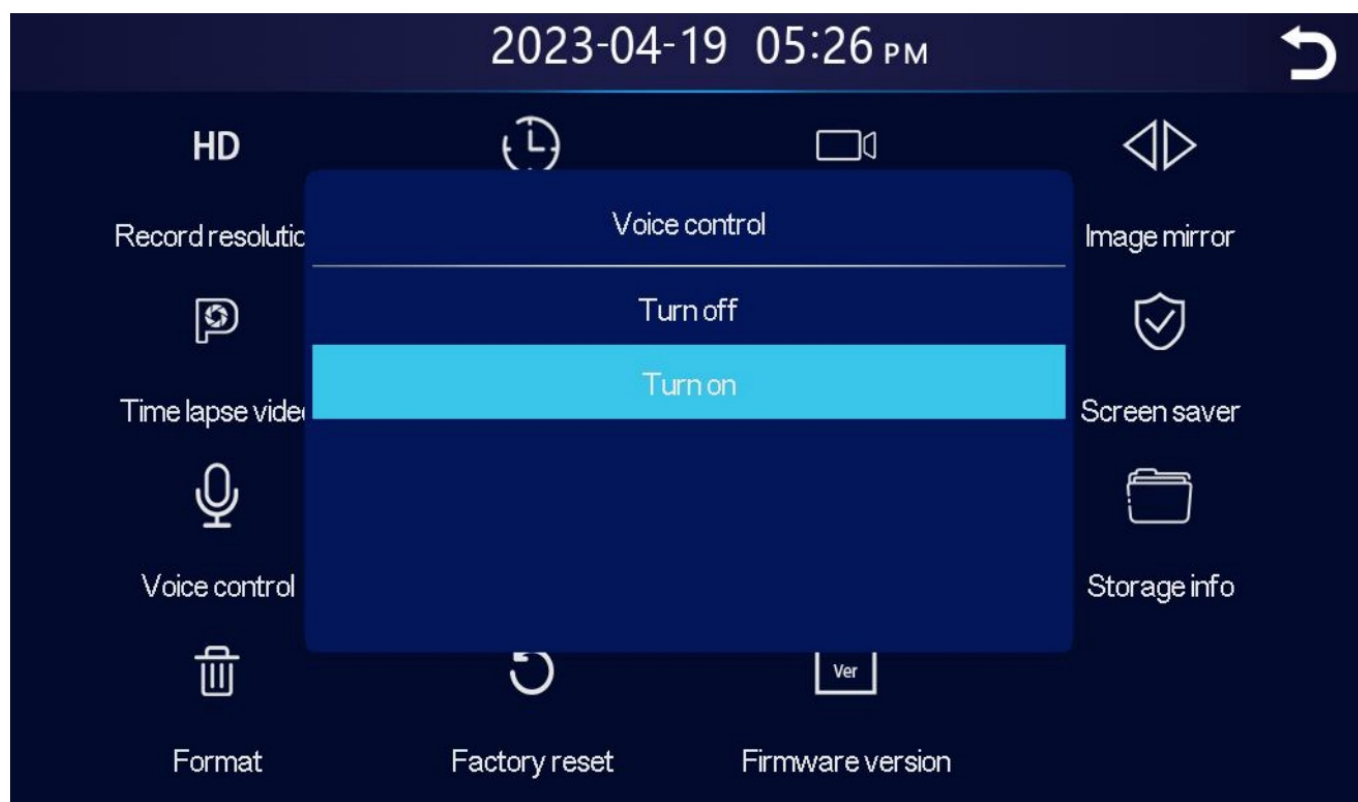 2023-04-19 05:26 PM
HD
Record resolutio
Image mirror
Voice control
Turn off
Turn on
Time lapse vide
Screen saver
Voice control
Storage info
Ver
Format
Factory reset
Firmware version